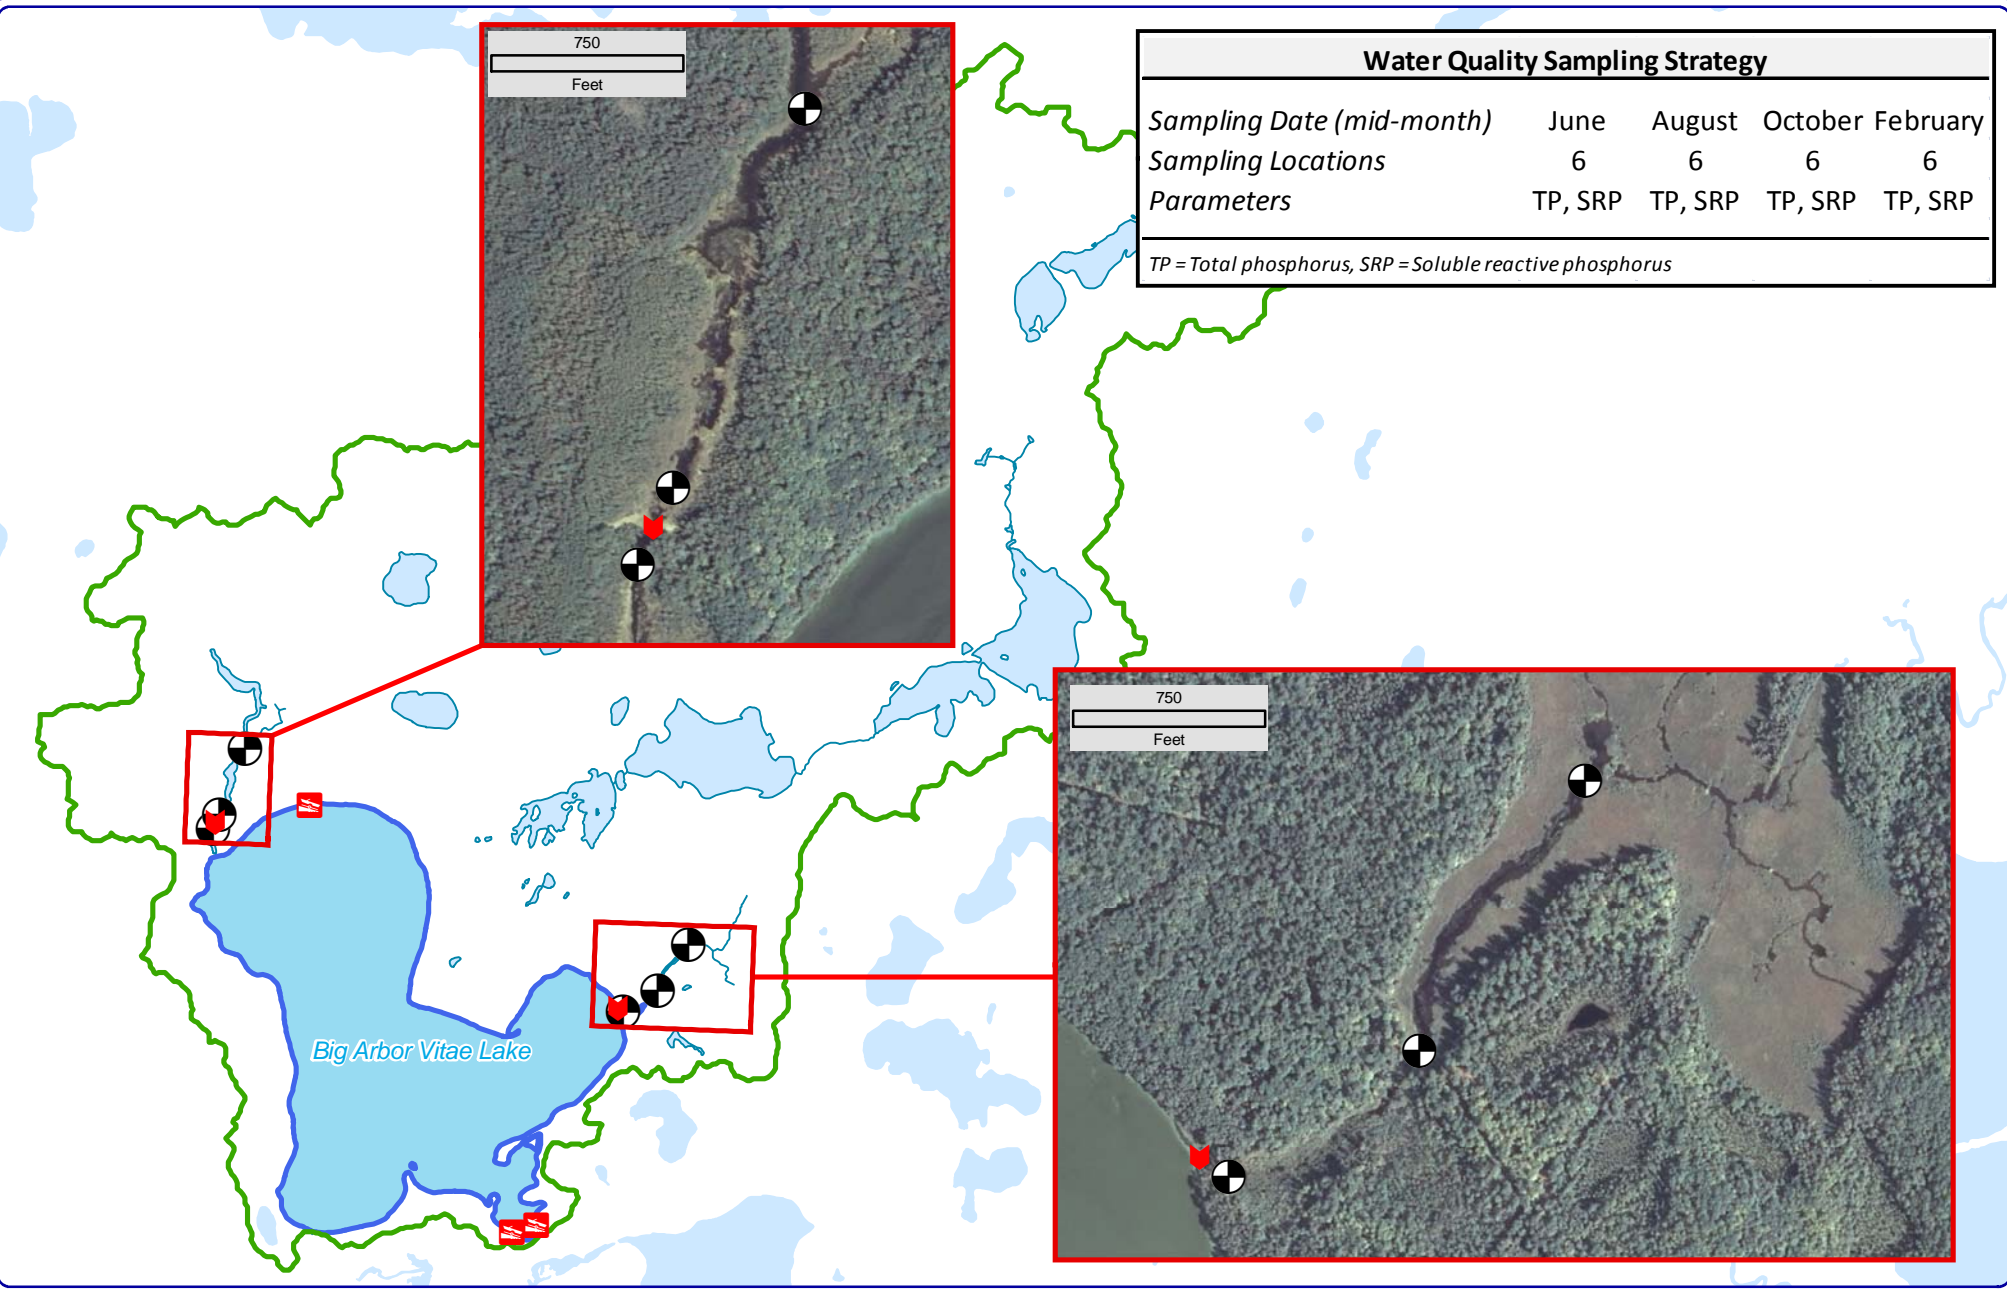 750
Feet
Water Quality Sampling Strategy
Sampling Date (mid-month) June August October February
Sampling Locations 6 6 6 6
Parameters TP, SRP TP, SRP TP, SRP TP, SRP
TP = Total phosphorus, SRP = Soluble reactive phosphorus
750
Feet
Big Arbor Vitae Lake